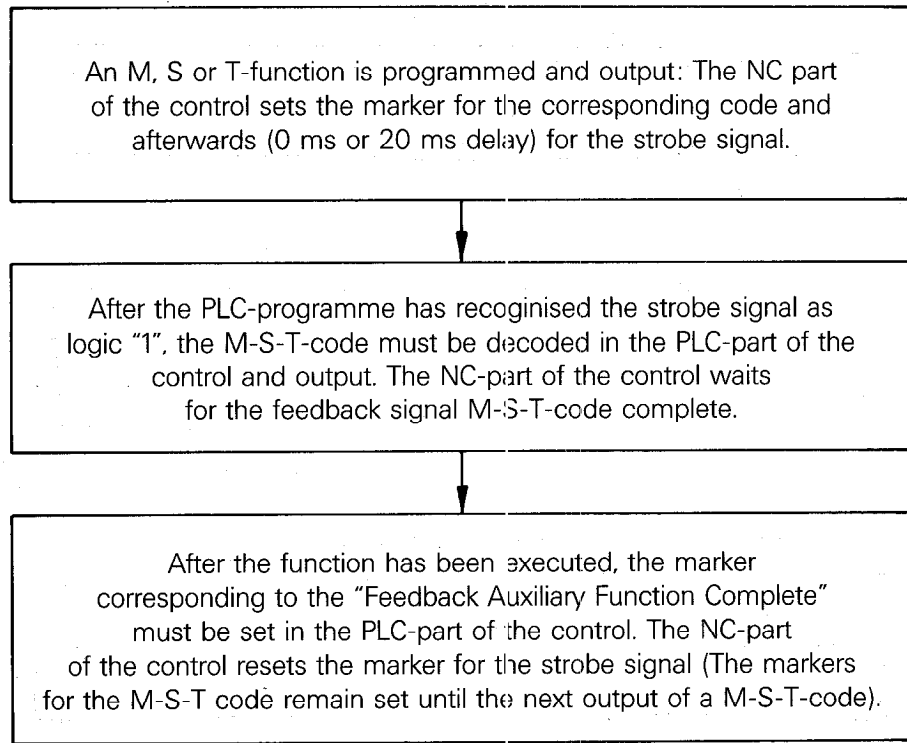 An M, S or T-function is programmed and output: The NC part
of the control sets the marker for the corresponding code and
afterwards (0 ms or 20 ms delay) for the strobe signal.
After the PLC-programme has recoginised the strobe signal as
logic "1", the M-S-T-code must be decoded in the PLC-part of the
control and output. The NC-part of the control waits
for the feedback signal M-S-T-code complete.
After the function has been executed, the marker
corresponding to the "Feedback Auxiliary Function Complete"
must be set in the PLC-part of the control. The NC-part
of the control resets the marker for the strobe signal (The markers
for the M-S-T code remain set until the next output of a M-S-T-code).